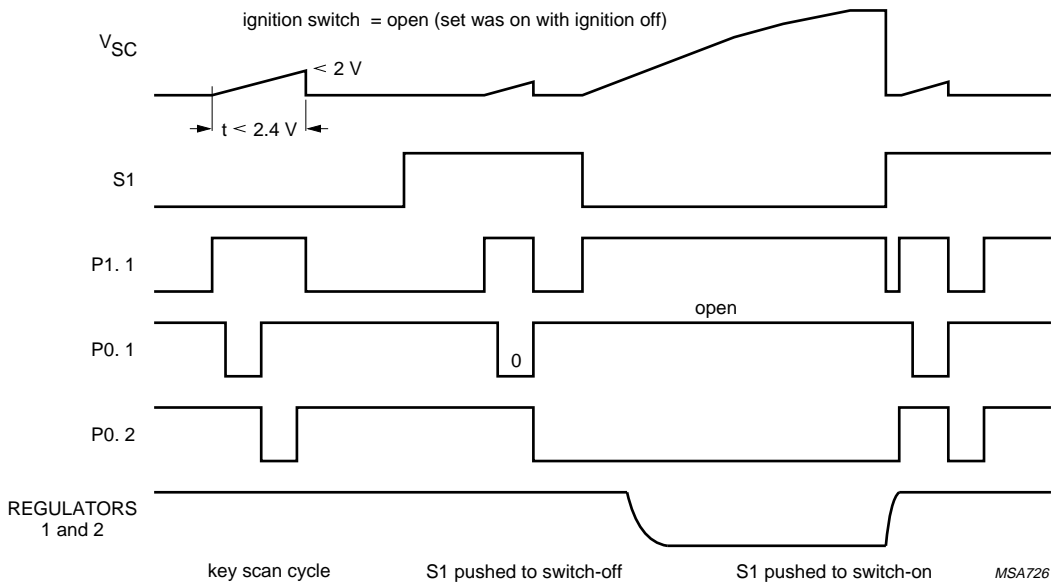 ignition switch = open (set was on with ignition off)
VSC
< 2 V
t < 2.4 V
S1
P1. 1
open
P0. 1
0
P0. 2
REGULATORS
1 and 2
key scan cycle
S1 pushed to switch-off
S1 pushed to switch-on
MSA726